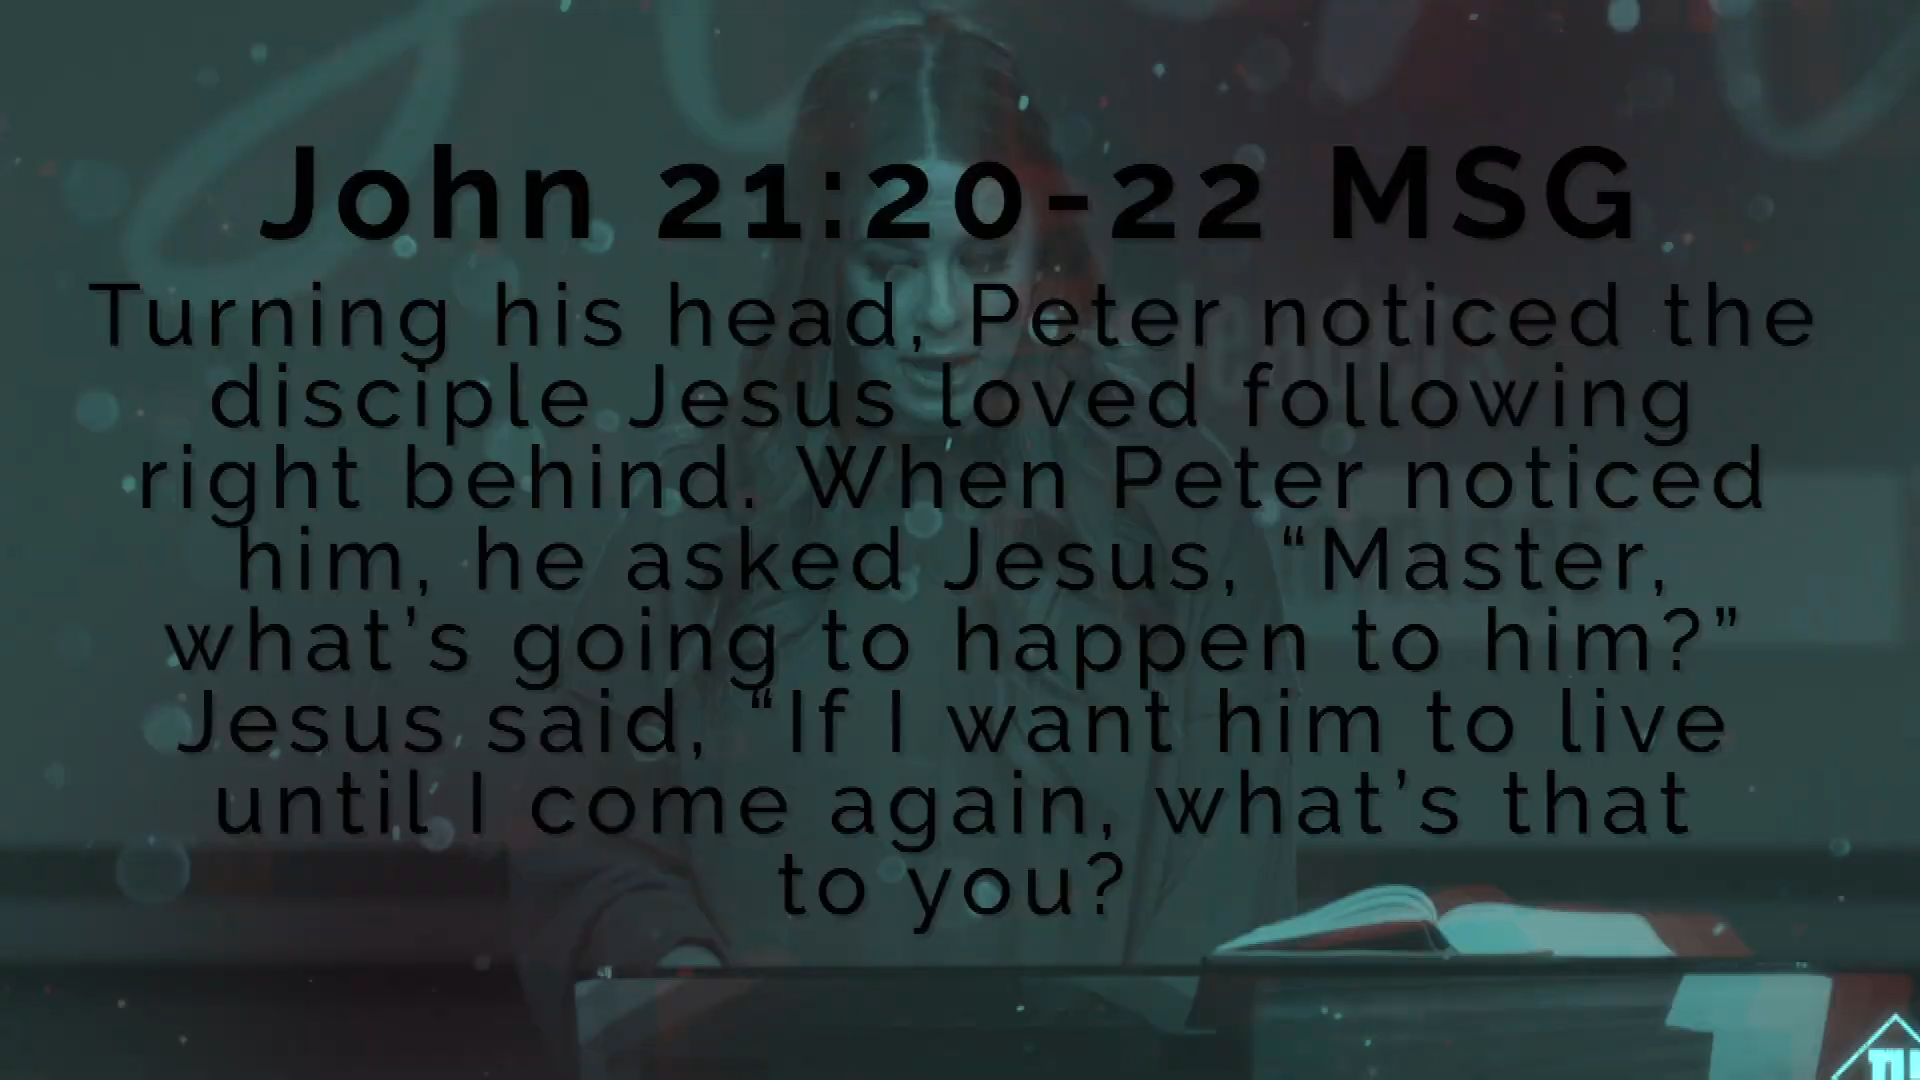 John 21:20-22 MSG
Turning his head, Peter noticed the
disciple Jesus loved following
right behind. When Peter noticed
him, he asked Jesus, “Master,
what’s going to happen to him?”
Jesus said, “If I want him to live
until I come again, what’s that
to you?